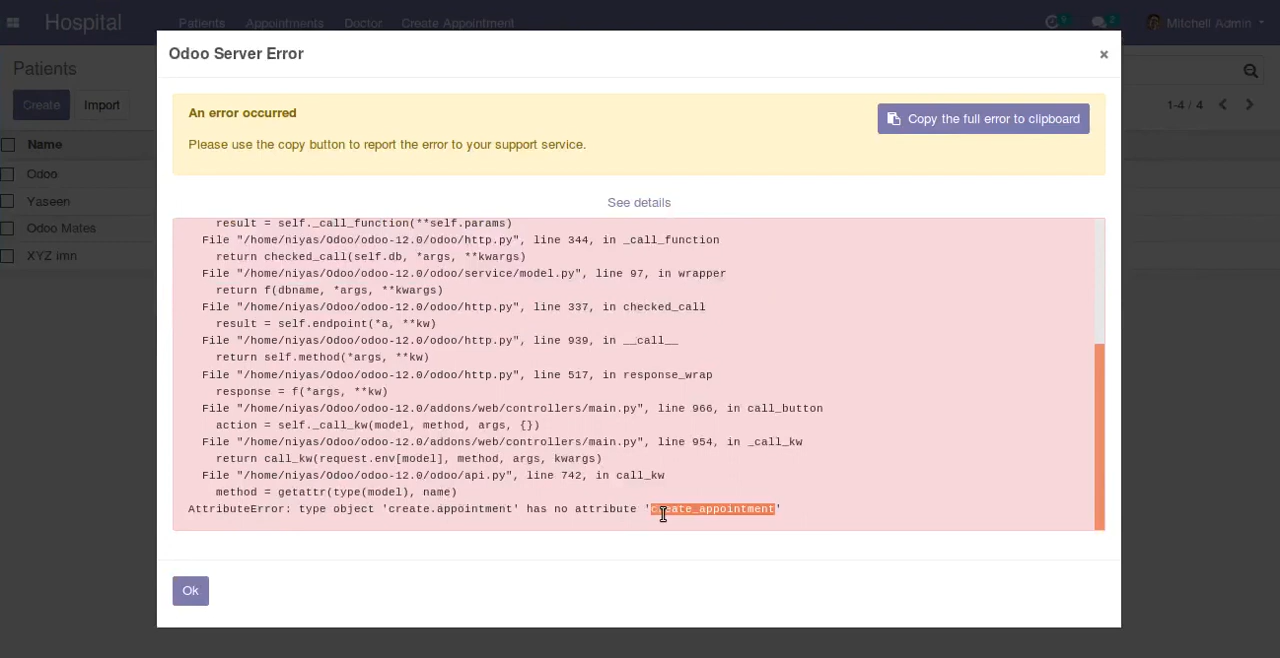 Hospital Patients Appointments Doctor Create Appointment 9 2 Mitchell Admin
Patients
Create Import
1-4 / 4
Name
Odoo
Yaseen
Odoo Mates
XYZ imn
Odoo Server Error ×
An error occurred
Copy the full error to clipboard
Please use the copy button to report the error to your support service.
See details
result = self._call_function(**self.params)
File "/home/niyas/Odoo/odoo-12.0/odoo/http.py", line 344, in _call_function
return checked_call(self.db, *args, **kwargs)
File "/home/niyas/Odoo/odoo-12.0/odoo/service/model.py", line 97, in wrapper
return f(dbname, *args, **kwargs)
File "/home/niyas/Odoo/odoo-12.0/odoo/http.py", line 337, in checked_call
result = self.endpoint(*a, **kw)
File "/home/niyas/Odoo/odoo-12.0/odoo/http.py", line 939, in __call__
return self.method(*args, **kw)
File "/home/niyas/Odoo/odoo-12.0/odoo/http.py", line 517, in response_wrap
response = f(*args, **kw)
File "/home/niyas/Odoo/odoo-12.0/addons/web/controllers/main.py", line 966, in call_button
action = self._call_kw(model, method, args, {})
File "/home/niyas/Odoo/odoo-12.0/addons/web/controllers/main.py", line 954, in _call_kw
return call_kw(request.env[model], method, args, kwargs)
File "/home/niyas/Odoo/odoo-12.0/odoo/api.py", line 742, in call_kw
method = getattr(type(model), name)
AttributeError: type object 'create.appointment' has no attribute 'create_appointment'
Ok